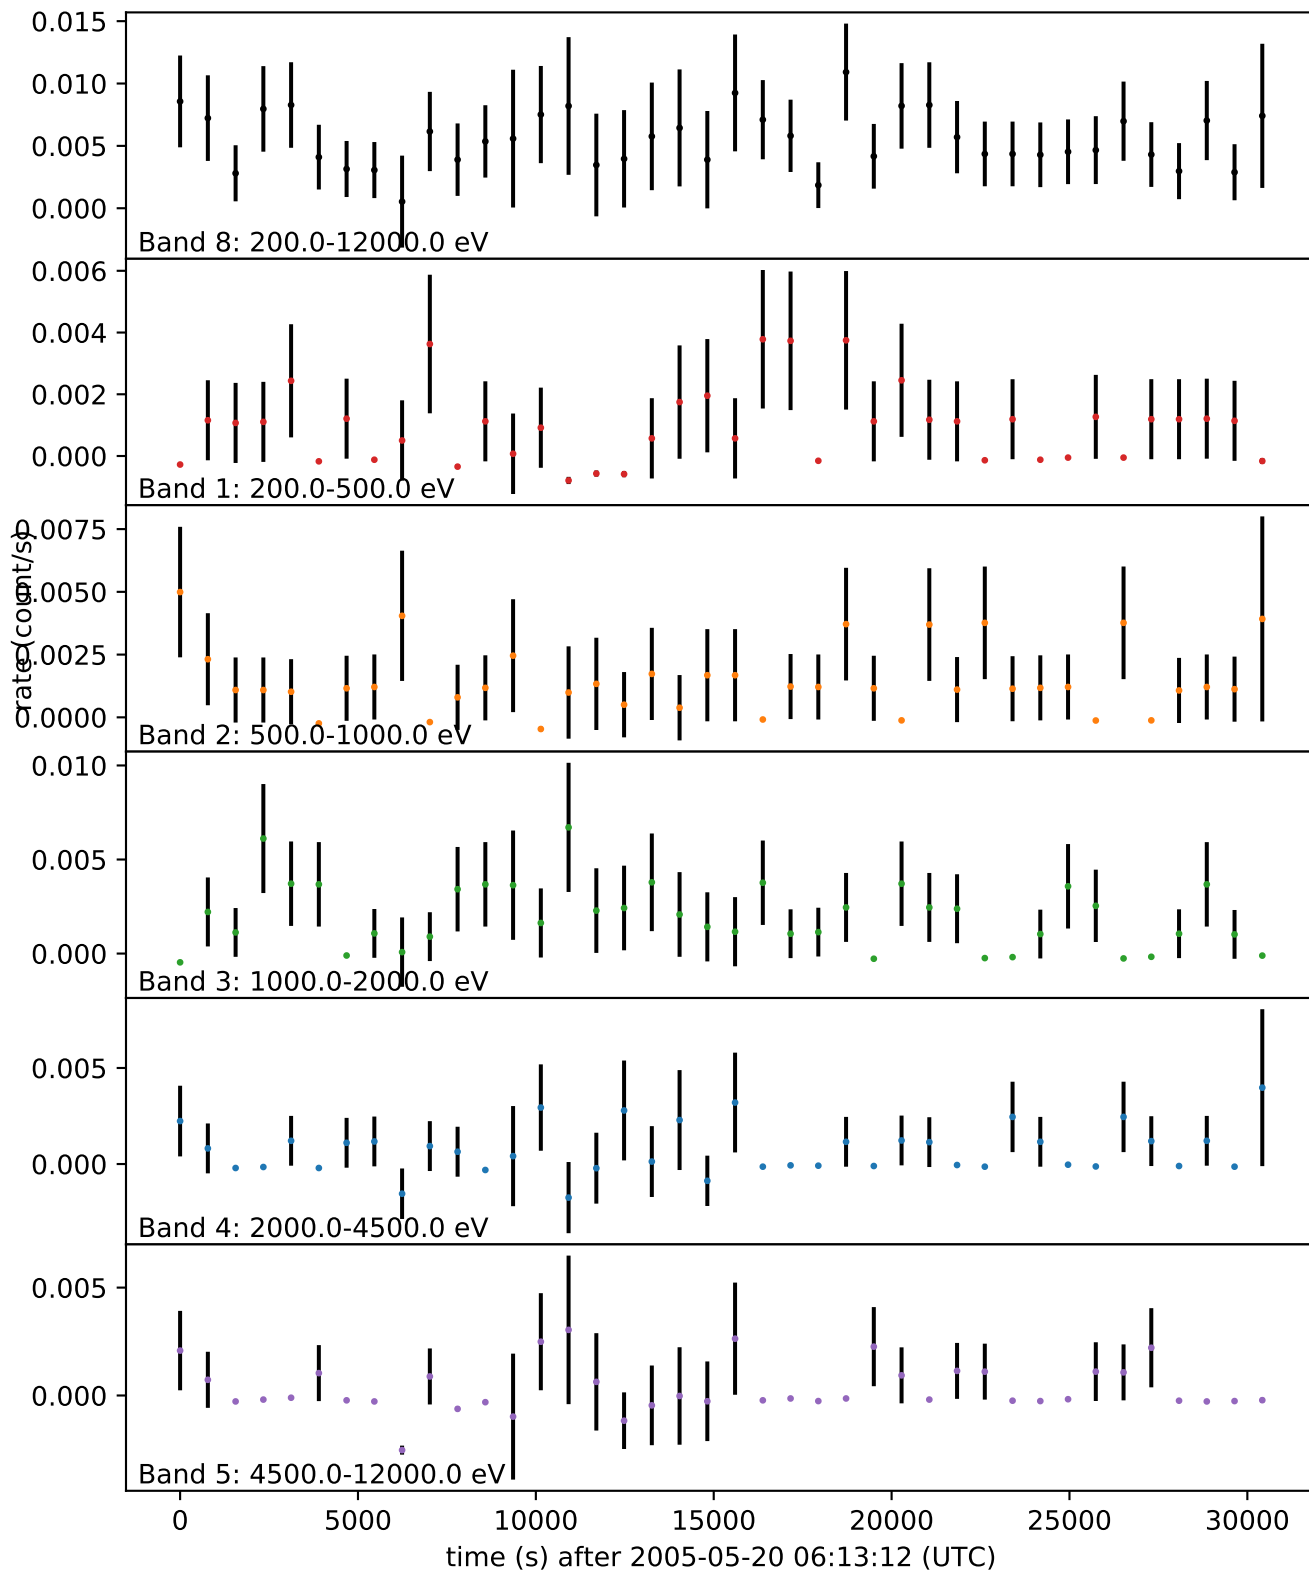 0.015
0.010
0.005
0.000
Band 8: 200.0-12000.0 eV
0.006
0.004
0.002
0.000
Band 1: 200.0-500.0 eV
rate (count/s)
0.0075
0.0050
0.0025
0.0000
Band 2: 500.0-1000.0 eV
0.010
0.005
0.000
Band 3: 1000.0-2000.0 eV
0.005
0.000
Band 4: 2000.0-4500.0 eV
0.005
0.000
Band 5: 4500.0-12000.0 eV
0 5000 10000 15000 20000 25000 30000
time (s) after 2005-05-20 06:13:12 (UTC)